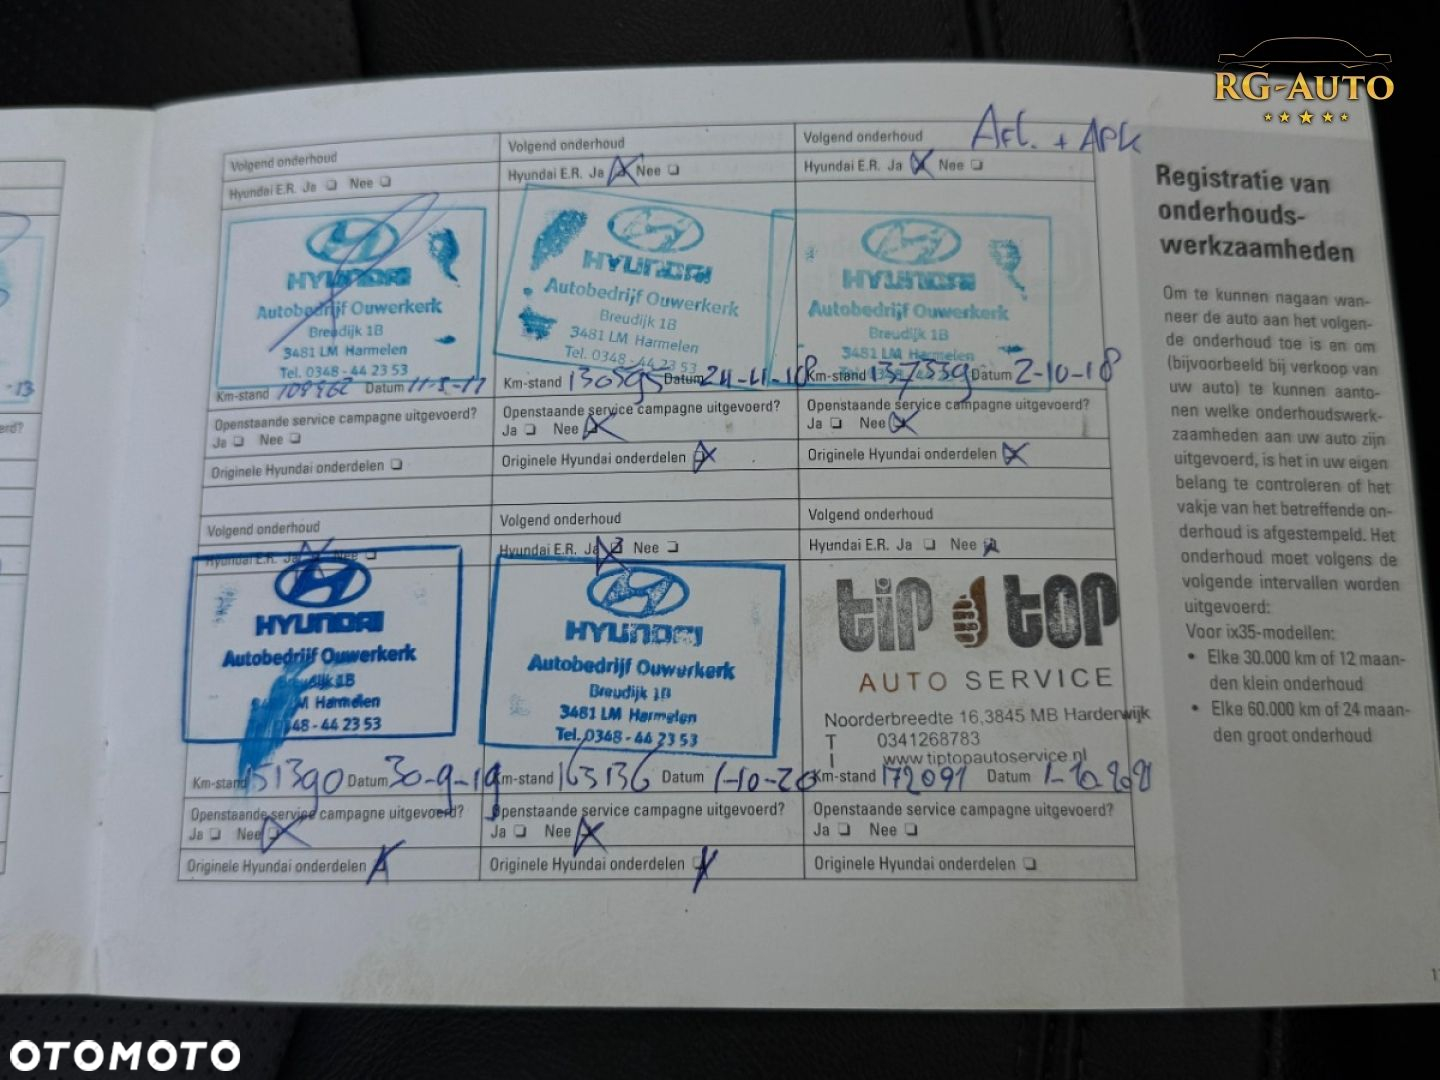 RG-AUTO
Afl. + APK
Volgend onderhoud
Hyundai E.R. Ja Nee
HYUNDAI
Autobedrijf Ouwerkerk
Breudijk 1B
3481 LM Harmelen
Tel. 0348 - 44 23 53
Km-stand 108962 Datum
Openstaande service campagne uitgevoerd?
Ja Nee
Originele Hyundai onderdelen
Volgend onderhoud
Hyundai E.R. Ja Nee
HYUNDAI
Autobedrijf Ouwerkerk
Breudijk 1B
3481 LM Harmelen
Tel. 0348 - 44 23 53
Km-stand 130595 Datum
Openstaande service campagne uitgevoerd?
Ja Nee
Originele Hyundai onderdelen
Volgend onderhoud
Hyundai E.R. Ja Nee
HYUNDAI
Autobedrijf Ouwerkerk
Breudijk 1B
3481 LM Harmelen
Km-stand 137339 Datum 2-10-18
Openstaande service campagne uitgevoerd?
Ja Nee
Originele Hyundai onderdelen
Volgend onderhoud
Hyundai E.R. Ja Nee
HYUNDAI
Autobedrijf Ouwerkerk
Breudijk 1B
LM Harmelen
0348 - 44 23 53
Km-stand 151390 Datum 30-9-19
Openstaande service campagne uitgevoerd?
Ja Nee
Originele Hyundai onderdelen
Volgend onderhoud
Hyundai E.R. Ja Nee
HYUNDAI
Autobedrijf Ouwerkerk
Breudijk 1B
3481 LM Harmelen
Tel. 0348 - 44 23 53
Km-stand 163136 Datum 1-10-20
Openstaande service campagne uitgevoerd?
Ja Nee
Originele Hyundai onderdelen
Volgend onderhoud
Hyundai E.R. Ja Nee
tip top
AUTO SERVICE
Noorderbreedte 16,3845 MB Harderwijk
T 0341268783
I www.tiptopautoservice.nl
Km-stand 172091 Datum 1-10-2021
Openstaande service campagne uitgevoerd?
Ja Nee
Originele Hyundai onderdelen
Registratie van
onderhouds-
werkzaamheden
Om te kunnen nagaan wan-
neer de auto aan het volgen-
de onderhoud toe is en om
(bijvoorbeeld bij verkoop van
uw auto) te kunnen aanto-
nen welke onderhoudswerk-
zaamheden aan uw auto zijn
uitgevoerd, is het in uw eigen
belang te controleren of het
vakje van het betreffende on-
derhoud is afgestempeld. Het
onderhoud moet volgens de
volgende intervallen worden
uitgevoerd:
Voor ix35-modellen:
• Elke 30.000 km of 12 maan-
den klein onderhoud
• Elke 60.000 km of 24 maan-
den groot onderhoud
OTOMOTO